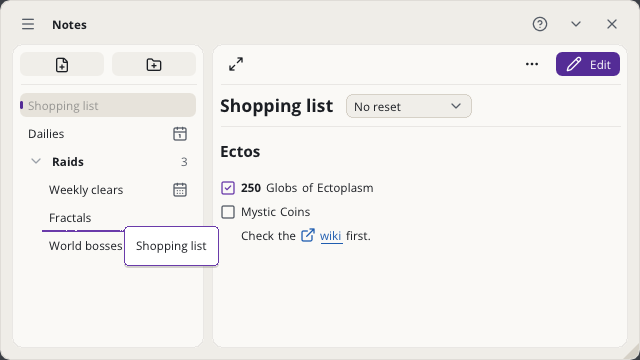 Notes
Edit
Shopping list
Dailies
Raids 3
Weekly clears
Fractals
World bosses
Shopping list
Shopping list No reset
Ectos
250 Globs of Ectoplasm
Mystic Coins
Check the wiki first.